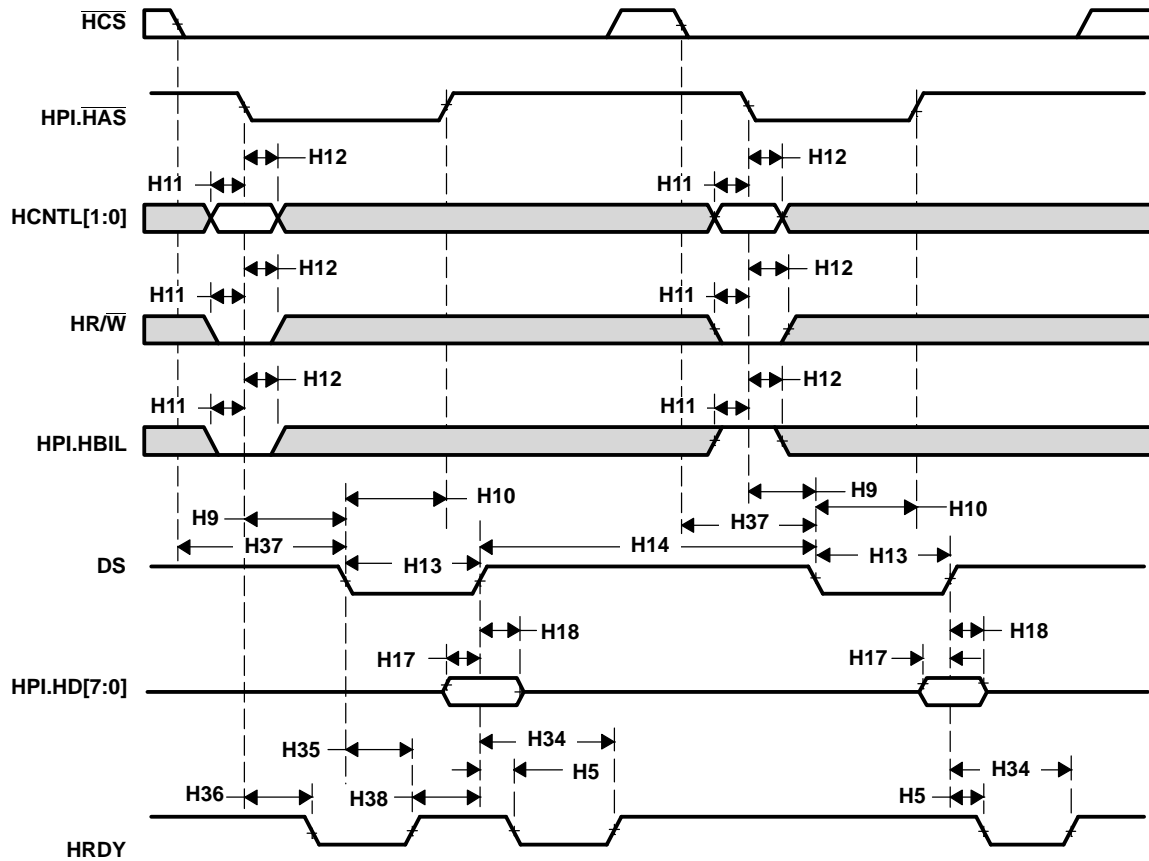 HCS
HPI.HAS
H12 H12
H11 H11
HCNTL[1:0]
H12 H12
H11 H11
HR/W
H12 H12
H11 H11
HPI.HBIL
H10 H9
H9 H10
H37 H37
H14
DS H13 H13
H18 H18
H17 H17
HPI.HD[7:0]
H35 H34 H34
H5
H36 H38 H5
HRDY